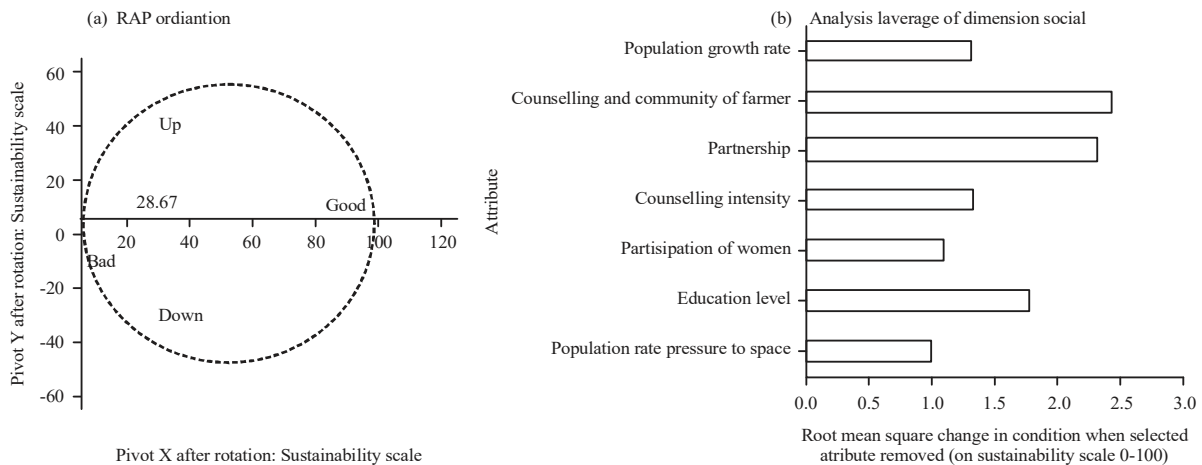 (a) RAP ordiantion
Pivot Y after rotation: Sustainability scale
60
40
20
0
-20
-40
-60
Up
28.67
Good
20 40 60 80 100 120
Bad
Down
Pivot X after rotation: Sustainability scale
(b) Analysis laverage of dimension social
Attribute
Population growth rate
Counselling and community of farmer
Partnership
Counselling intensity
Partisipation of women
Education level
Population rate pressure to space
0.0 0.5 1.0 1.5 2.0 2.5 3.0
Root mean square change in condition when selected
atribute removed (on sustainability scale 0-100)